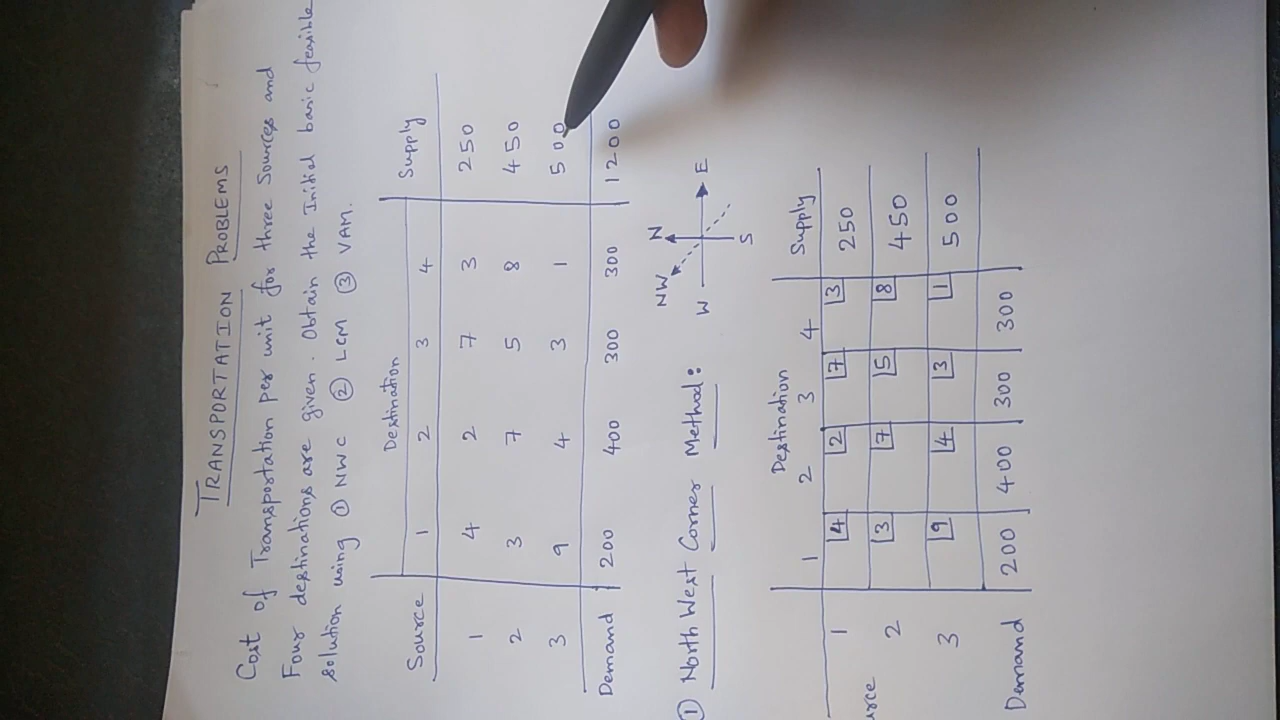 TRANSPORTATION PROBLEMS
Cost of Transportation per unit for three Sources and
Four destinations are given. Obtain the Initial basic feasible
solution using ① NWC ② LCM ③ VAM.
Destination
Source 1 2 3 4 Supply
1 4 2 7 3 250
2 3 7 5 8 450
3 9 4 3 1 500
Demand 200 400 300 300 1200
① North West Corner Method:
NW N
W E
S
Destination
1 2 3 4 Supply
1 4 2 7 3 250
urce 2 3 7 5 8 450
3 9 4 3 1 500
Demand 200 400 300 300